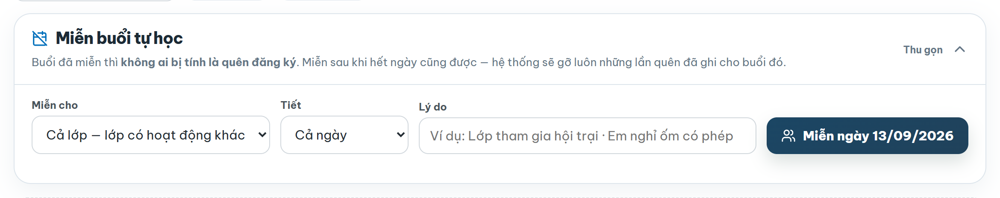 Miễn buổi tự học
Buổi đã miễn thì không ai bị tính là quên đăng ký. Miễn sau khi hết ngày cũng được — hệ thống sẽ gỡ luôn những lần quên đã ghi cho buổi đó.
Thu gọn
Miễn cho
Tiết
Lý do
Cả lớp — lớp có hoạt động khác
Cả ngày
Ví dụ: Lớp tham gia hội trại · Em nghỉ ốm có phép
Miễn ngày 13/09/2026